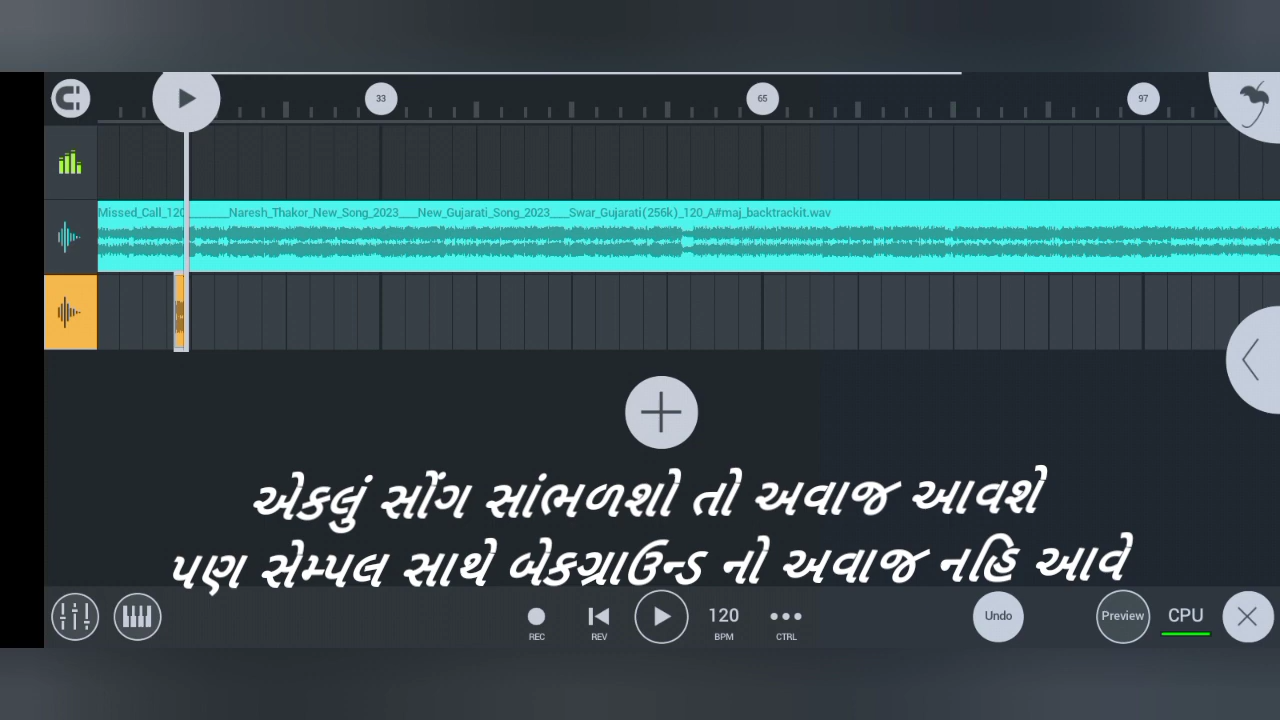 33
65
97
Missed_Call_120______Naresh_Thakor_New_Song_2023___New_Gujarati_Song_2023___Swar_Gujarati(256k)_120_A#maj_backtrackit.wav
એકલું સોંગ સાંભળશો તો અવાજ આવશે
પણ સેમ્પલ સાથે બેકગ્રાઉન્ડ નો અવાજ નહિ આવે
REC
REV
120
BPM
CTRL
Undo
Preview
CPU